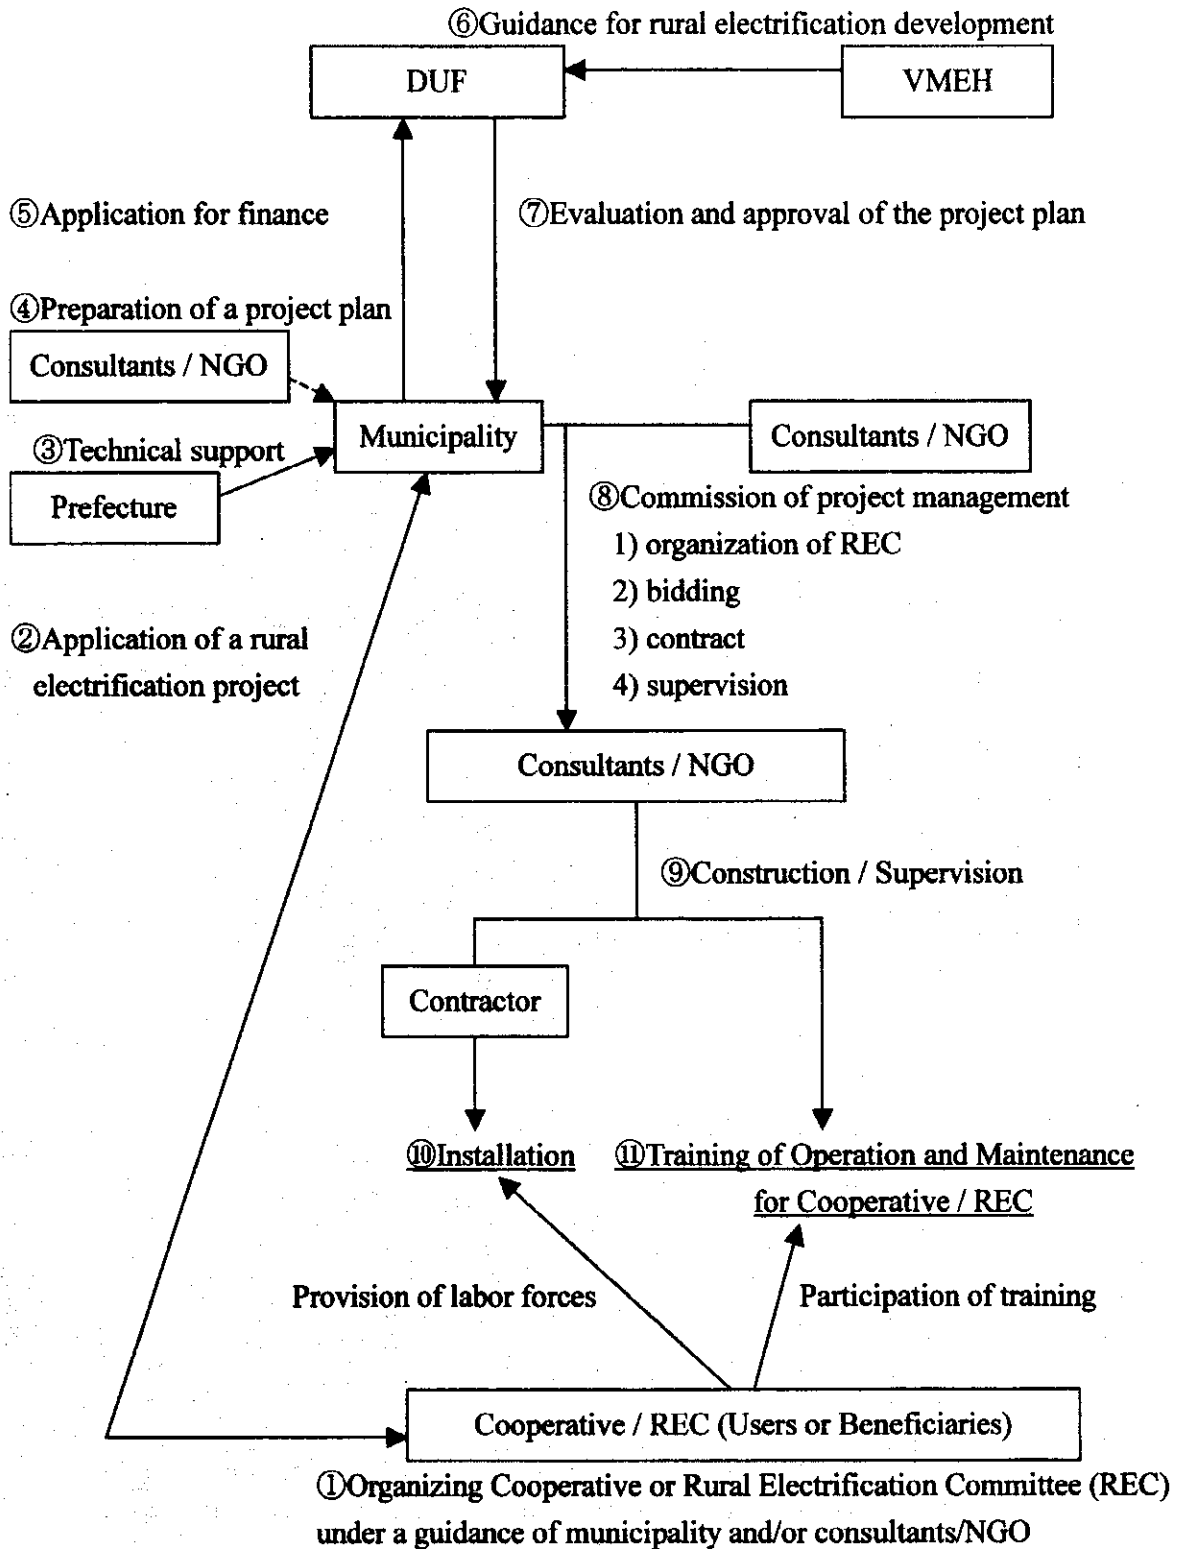 ⑥Guidance for rural electrification development
DUF
VMEH
⑤Application for finance
⑦Evaluation and approval of the project plan
④Preparation of a project plan
Consultants / NGO
Municipality
Consultants / NGO
③Technical support
Prefecture
⑧Commission of project management
1) organization of REC
2) bidding
3) contract
4) supervision
②Application of a rural
electrification project
Consultants / NGO
⑨Construction / Supervision
Contractor
⑩Installation
⑪Training of Operation and Maintenance
for Cooperative / REC
Provision of labor forces
Participation of training
Cooperative / REC (Users or Beneficiaries)
①Organizing Cooperative or Rural Electrification Committee (REC)
under a guidance of municipality and/or consultants/NGO